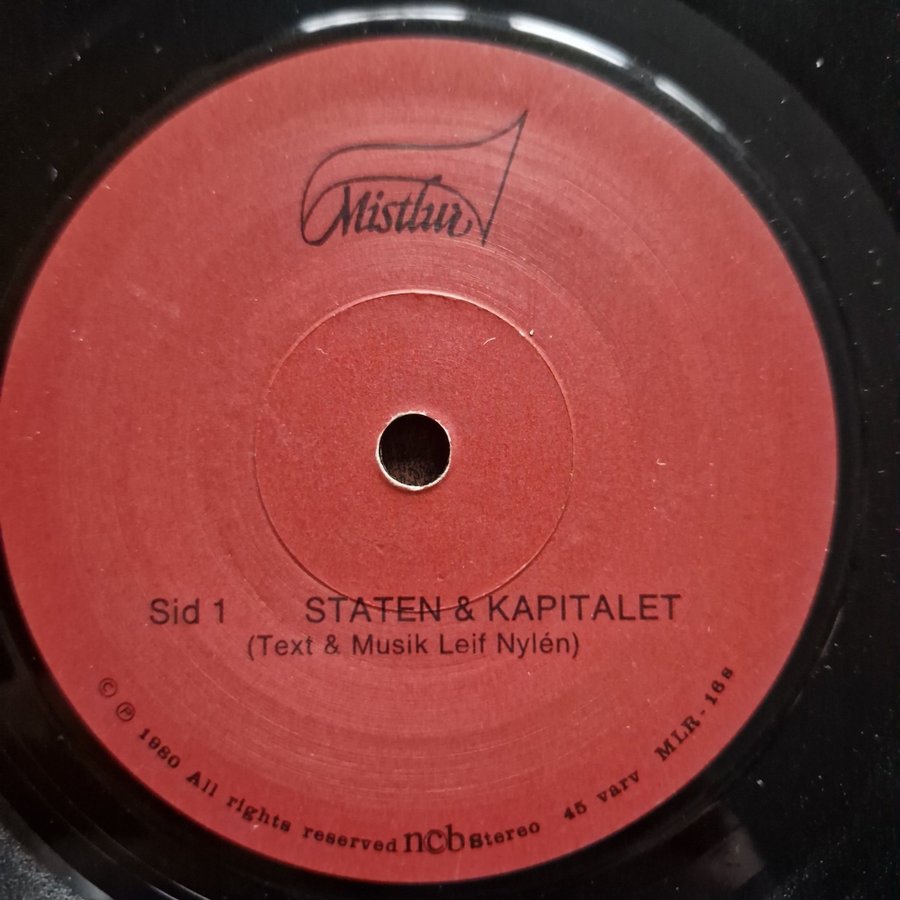 Mistlur
Sid 1 STATEN & KAPITALET
(Text & Musik Leif Nylén)
© ℗ 1980 All rights reserved ncb Stereo 45 varv MLR - 16s